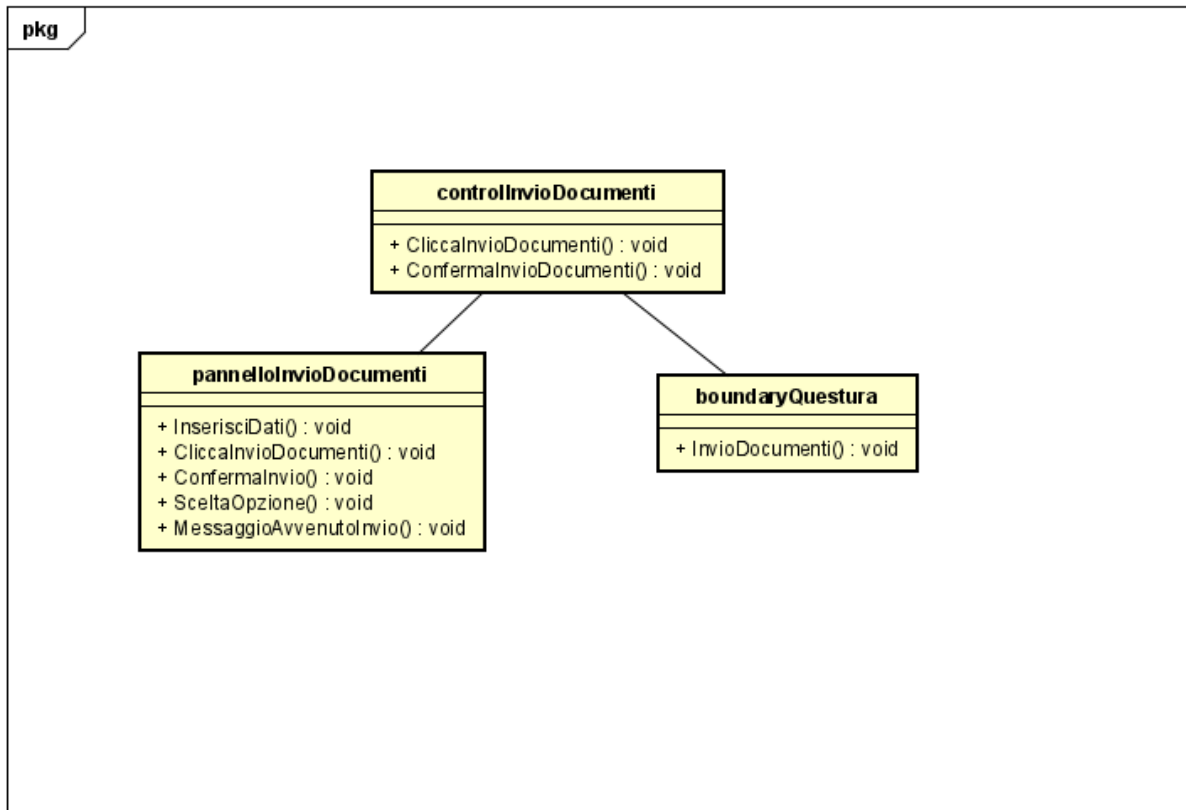 pkg
controlInvioDocumenti
+ CliccaInvioDocumenti() : void
+ ConfermaInvioDocumenti() : void
pannelloInvioDocumenti
+ InserisciDati() : void
+ CliccaInvioDocumenti() : void
+ ConfermaInvio() : void
+ SceltaOpzione() : void
+ MessaggioAvvenutoInvio() : void
boundaryQuestura
+ InvioDocumenti() : void